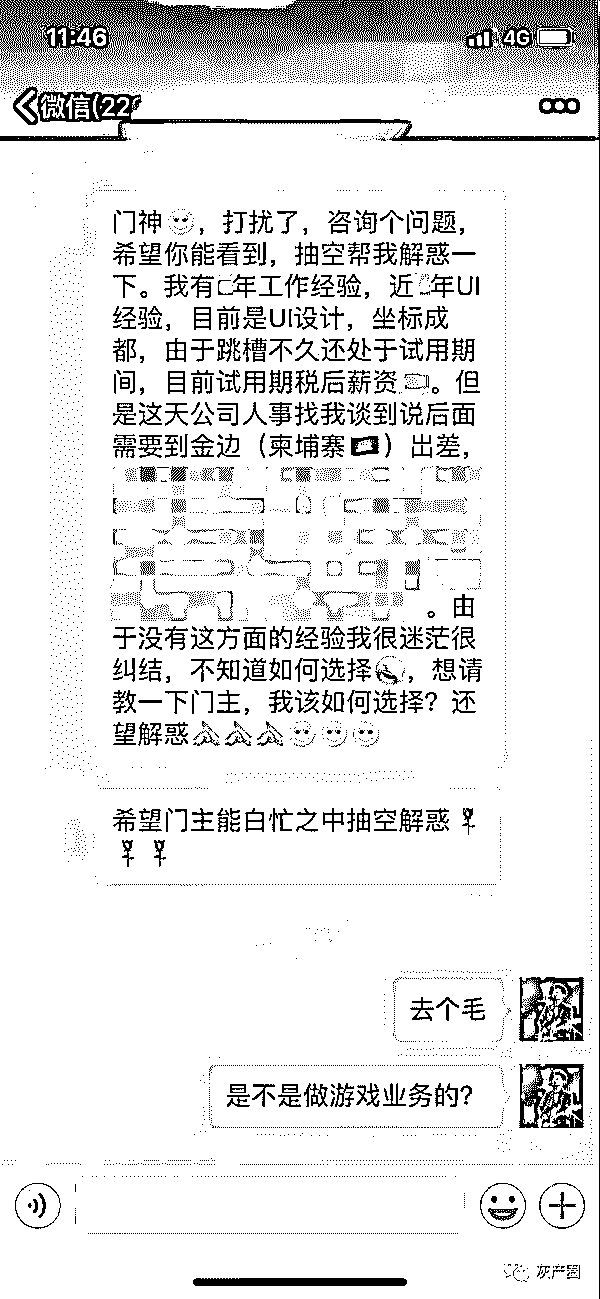 11:46
4G
微信(22
门神，打扰了，咨询个问题，
希望你能看到，抽空帮我解惑一
下。我有年工作经验，近年UI
经验，目前是UI设计，坐标成
都，由于跳槽不久还处于试用期
间，目前试用期税后薪资。但
是这天公司人事找我谈到说后面
需要到金边（柬埔寨）出差，
。由
于没有这方面的经验我很迷茫很
纠结，不知道如何选择，想请
教一下门主，我该如何选择？还
望解惑
希望门主能白忙之中抽空解惑
去个毛
是不是做游戏业务的？
灰产圈